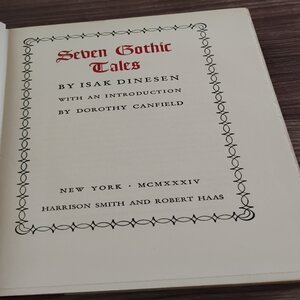 Seven Gothic
Tales
BY ISAK DINESEN
WITH AN INTRODUCTION
BY DOROTHY CANFIELD
NEW YORK · MCMXXXIV
HARRISON SMITH AND ROBERT HAAS